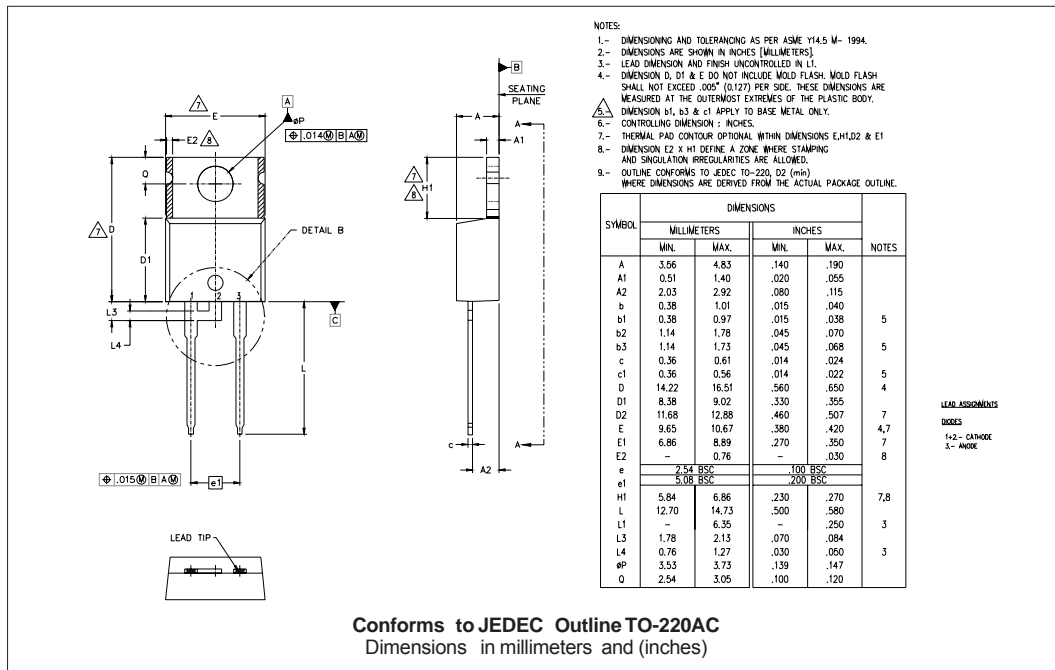 NOTES:
1.- DIMENSIONING AND TOLERANCING AS PER ASME Y14.5 M- 1994.
2.- DIMENSIONS ARE SHOWN IN INCHES [MILLIMETERS].
3.- LEAD DIMENSION AND FINISH UNCONTROLLED IN L1.
4.- DIMENSION D, D1 & E DO NOT INCLUDE MOLD FLASH. MOLD FLASH
SHALL NOT EXCEED .005" (0.127) PER SIDE. THESE DIMENSIONS ARE
MEASURED AT THE OUTERMOST EXTREMES OF THE PLASTIC BODY.
5.- DIMENSION b1, b3 & c1 APPLY TO BASE METAL ONLY.
6.- CONTROLLING DIMENSION : INCHES.
7.- THERMAL PAD CONTOUR OPTIONAL WITHIN DIMENSIONS E,H1,D2 & E1
8.- DIMENSION E2 X H1 DEFINE A ZONE WHERE STAMPING
AND SINGULATION IRREGULARITIES ARE ALLOWED.
9.- OUTLINE CONFORMS TO JEDEC TO-220, D2 (min)
WHERE DIMENSIONS ARE DERIVED FROM THE ACTUAL PACKAGE OUTLINE.
7
E
A
øP
E2 8
⌖ .014Ⓜ B AⓂ
Q
7 D
D1
DETAIL B
1 2 3
L3
L4
C
L
⌖ .015Ⓜ B AⓂ
e1
LEAD TIP
B
SEATING
PLANE
A
A
A1
7
8
H1
c
A
A2
SYMBOL DIMENSIONS NOTES
MILLIMETERS INCHES
MIN. MAX. MIN. MAX.
A 3.56 4.83 .140 .190
A1 0.51 1.40 .020 .055
A2 2.03 2.92 .080 .115
b 0.38 1.01 .015 .040
b1 0.38 0.97 .015 .038 5
b2 1.14 1.78 .045 .070
b3 1.14 1.73 .045 .068 5
c 0.36 0.61 .014 .024
c1 0.36 0.56 .014 .022 5
D 14.22 16.51 .560 .650 4
D1 8.38 9.02 .330 .355
D2 11.68 12.88 .460 .507 7
E 9.65 10.67 .380 .420 4,7
E1 6.86 8.89 .270 .350 7
E2 – 0.76 – .030 8
e 2.54 BSC .100 BSC
e1 5.08 BSC .200 BSC
H1 5.84 6.86 .230 .270 7,8
L 12.70 14.73 .500 .580
L1 – 6.35 – .250 3
L3 1.78 2.13 .070 .084
L4 0.76 1.27 .030 .050 3
øP 3.53 3.73 .139 .147
Q 2.54 3.05 .100 .120
LEAD ASSIGNMENTS
DIODES
1+2.- CATHODE
3.- ANODE
Conforms to JEDEC Outline TO-220AC
Dimensions in millimeters and (inches)